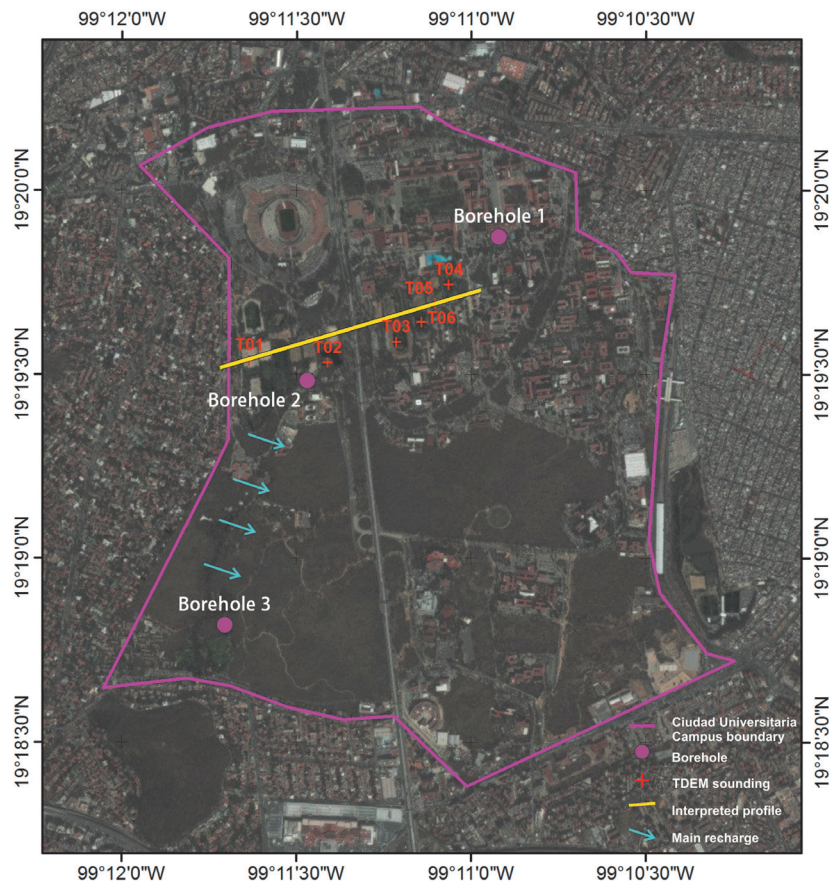 99°12'0"W 99°11'30"W 99°11'0"W 99°10'30"W
19°20'0"N 19°20'0"N
Borehole 1
T04
T05
T06
T03
T01
T02
19°19'30"N 19°19'30"N
Borehole 2
19°19'0"N 19°19'0"N
Borehole 3
19°18'30"N 19°18'30"N
Ciudad Universitaria
Campus boundary
Borehole
TDEM sounding
Interpreted profile
Main recharge
99°12'0"W 99°11'30"W 99°11'0"W 99°10'30"W